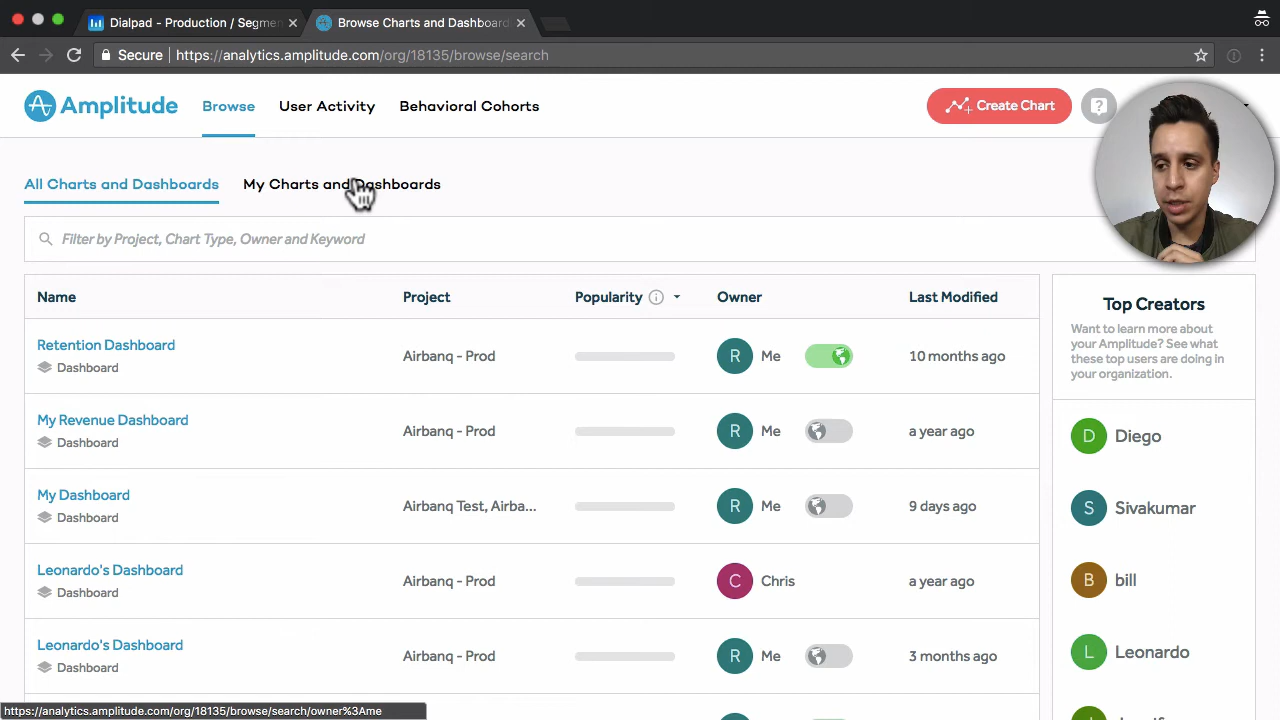 Dialpad - Production / Segmen
Browse Charts and Dashboard
Secure
https://analytics.amplitude.com/org/18135/browse/search
Amplitude
Browse
User Activity
Behavioral Cohorts
Create Chart
?
All Charts and Dashboards
My Charts and Dashboards
Filter by Project, Chart Type, Owner and Keyword
Name
Project
Popularity
Owner
Last Modified
Retention Dashboard
Dashboard
Airbanq - Prod
R
Me
10 months ago
My Revenue Dashboard
Dashboard
Airbanq - Prod
R
Me
a year ago
My Dashboard
Dashboard
Airbanq Test, Airba...
R
Me
9 days ago
Leonardo's Dashboard
Dashboard
Airbanq - Prod
C
Chris
a year ago
Leonardo's Dashboard
Dashboard
Airbanq - Prod
R
Me
3 months ago
Top Creators
Want to learn more about
your Amplitude? See what
these top users are doing in
your organization.
D
Diego
S
Sivakumar
B
bill
L
Leonardo
https://analytics.amplitude.com/org/18135/browse/search/owner%3Ame